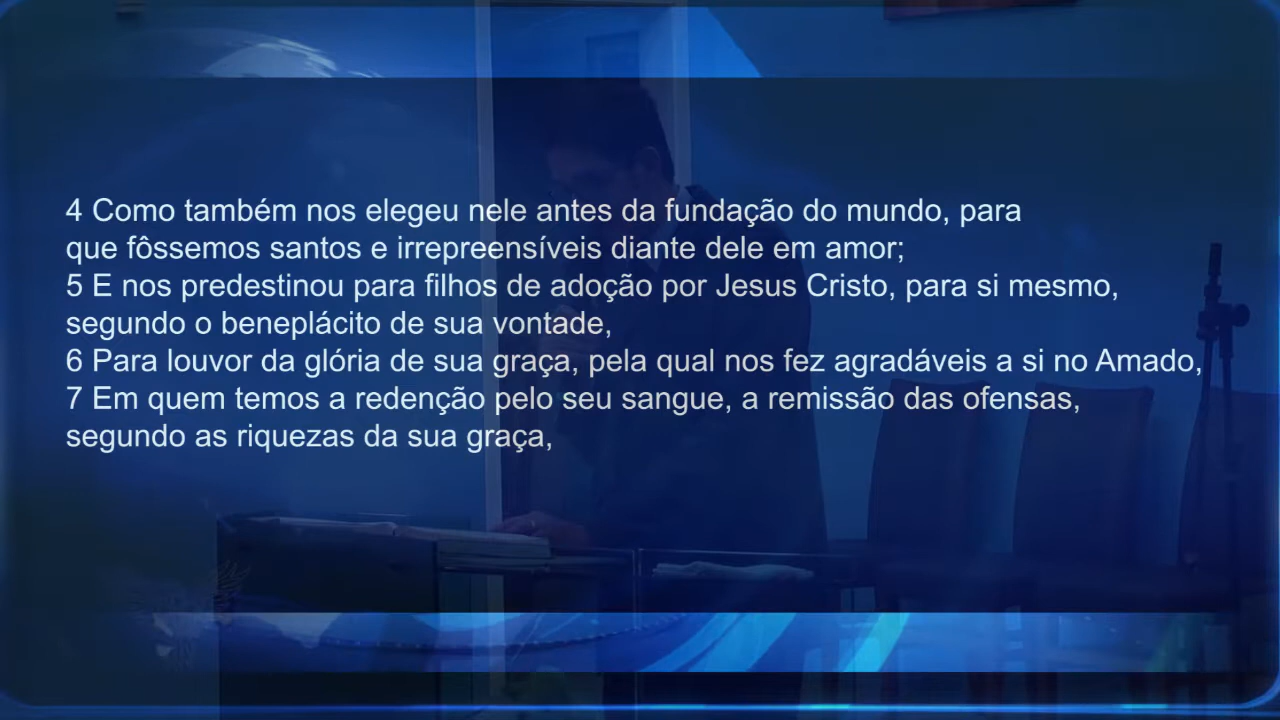 4 Como também nos elegeu nele antes da fundação do mundo, para
que fôssemos santos e irrepreensíveis diante dele em amor;
5 E nos predestinou para filhos de adoção por Jesus Cristo, para si mesmo,
segundo o beneplácito de sua vontade,
6 Para louvor da glória de sua graça, pela qual nos fez agradáveis a si no Amado,
7 Em quem temos a redenção pelo seu sangue, a remissão das ofensas,
segundo as riquezas da sua graça,